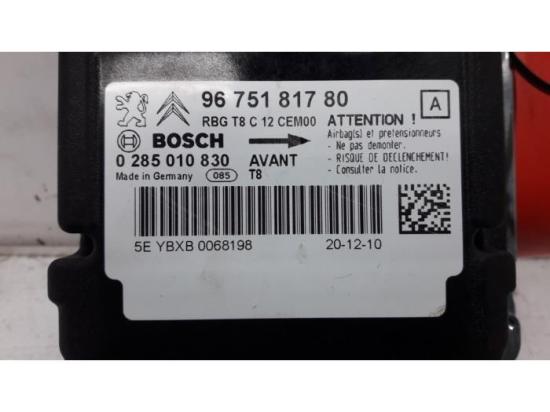 96 751 817 80
A
RBG T8 C 12 CEM00
ATTENTION !
BOSCH
Airbag(s) et pretensionneurs
- Ne pas demonter.
- RISQUE DE DECLENCHEMENT!
- Consulter la notice.
0 285 010 830
AVANT
T8
Made in Germany
085
5E YBXB 0068198
20-12-10